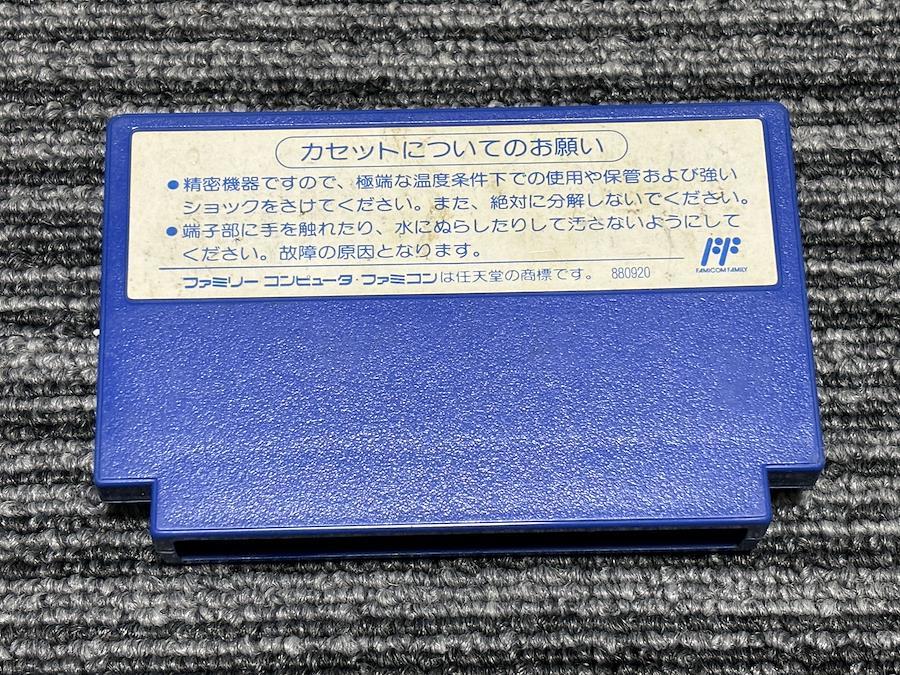 カセットについてのお願い
●精密機器ですので、極端な温度条件下での使用や保管および強い
ショックをさけてください。また、絶対に分解しないでください。
●端子部に手を触れたり、水にぬらしたりして汚さないようにして
ください。故障の原因となります。
FAMICOM FAMILY
ファミリーコンピュータ・ファミコンは任天堂の商標です。 880920